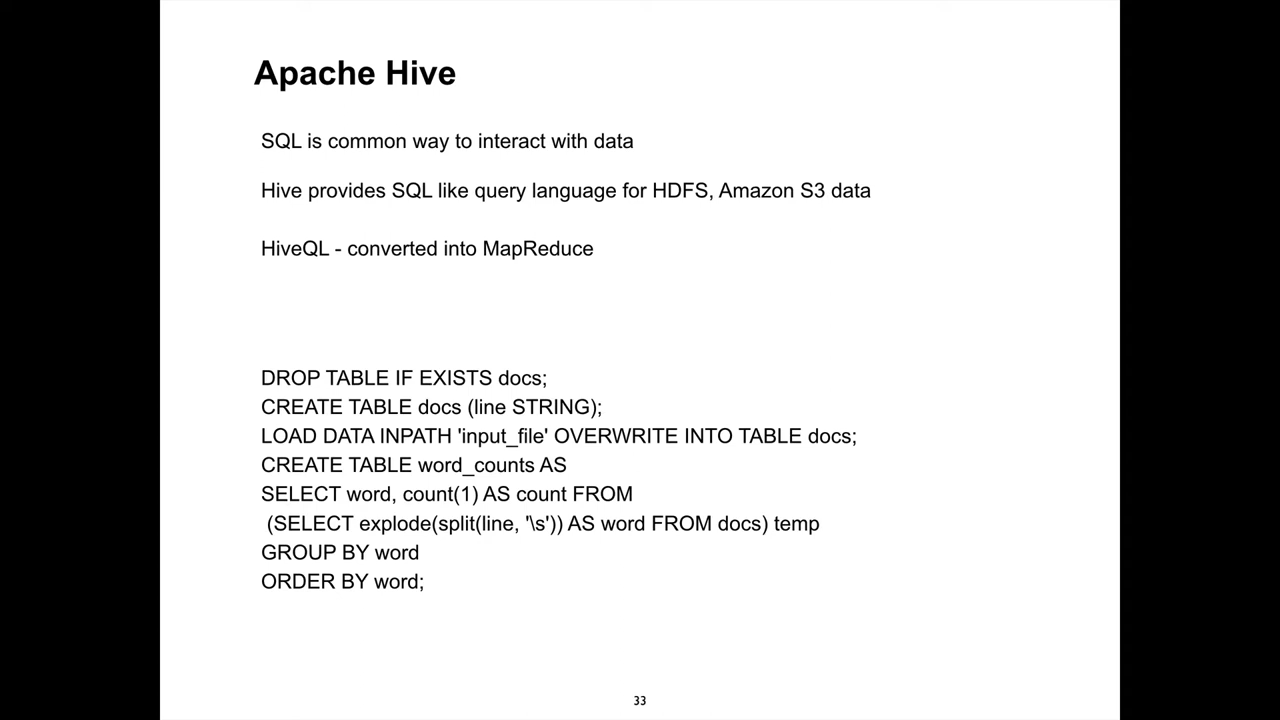 Apache Hive
SQL is common way to interact with data
Hive provides SQL like query language for HDFS, Amazon S3 data
HiveQL - converted into MapReduce
DROP TABLE IF EXISTS docs;
CREATE TABLE docs (line STRING);
LOAD DATA INPATH 'input_file' OVERWRITE INTO TABLE docs;
CREATE TABLE word_counts AS
SELECT word, count(1) AS count FROM
(SELECT explode(split(line, '\s')) AS word FROM docs) temp
GROUP BY word
ORDER BY word;
33